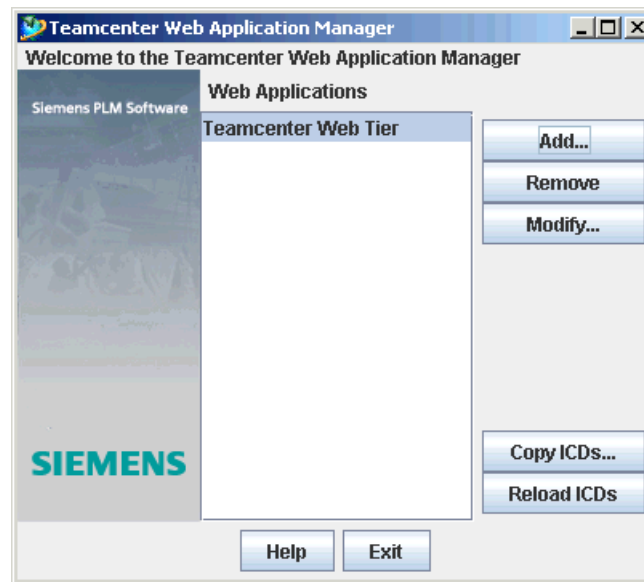 Teamcenter Web Application Manager
Welcome to the Teamcenter Web Application Manager
Siemens PLM Software
Web Applications
Teamcenter Web Tier
Add...
Remove
Modify...
SIEMENS
Copy ICDs...
Reload ICDs
Help
Exit